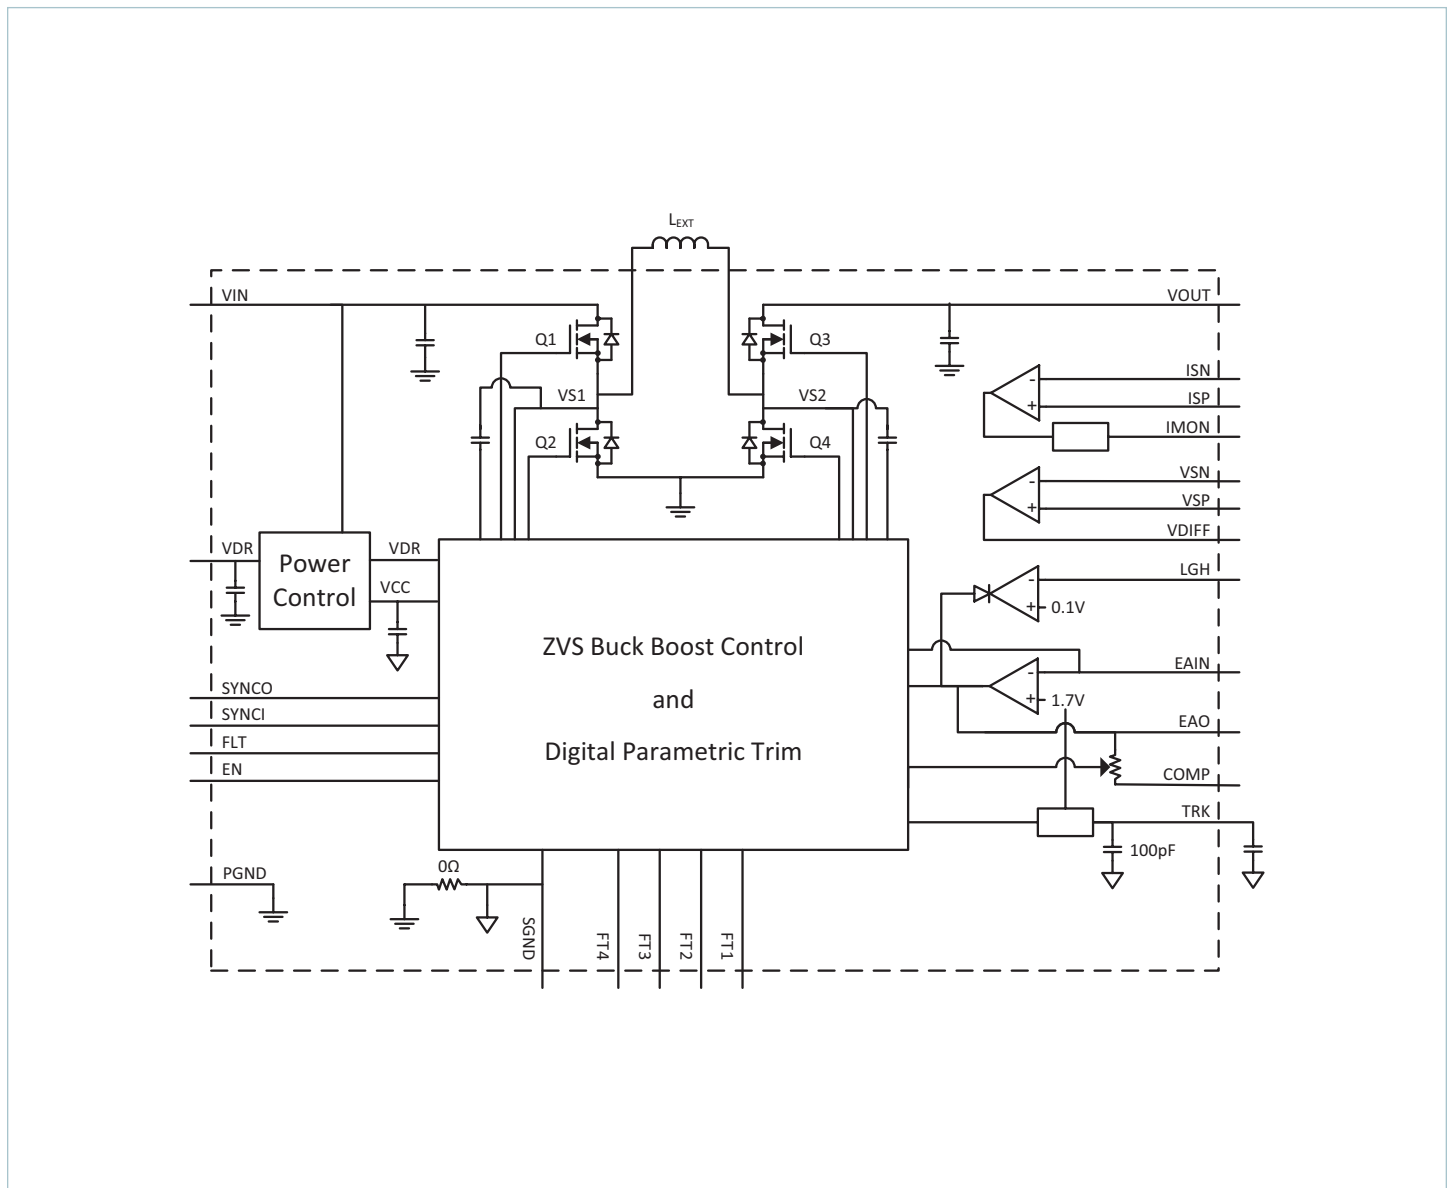 LEXT
VIN
VOUT
Q1
Q3
ISN
VS1
VS2
ISP
IMON
Q2
Q4
VSN
VSP
VDIFF
VDR
Power
Control
VDR
VCC
LGH
0.1V
ZVS Buck Boost Control
and
Digital Parametric Trim
EAIN
1.7V
EAO
COMP
TRK
100pF
SYNCO
SYNCI
FLT
EN
PGND
0Ω
SGND
FT4
FT3
FT2
FT1